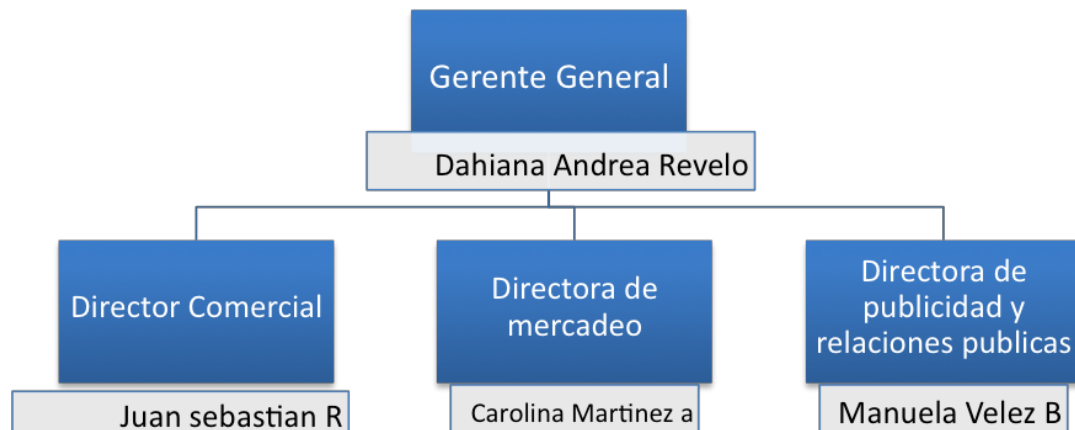 Gerente General
Dahiana Andrea Revelo
Director Comercial
Juan sebastian R
Directora de
mercadeo
Carolina Martinez a
Directora de
publicidad y
relaciones publicas
Manuela Velez B